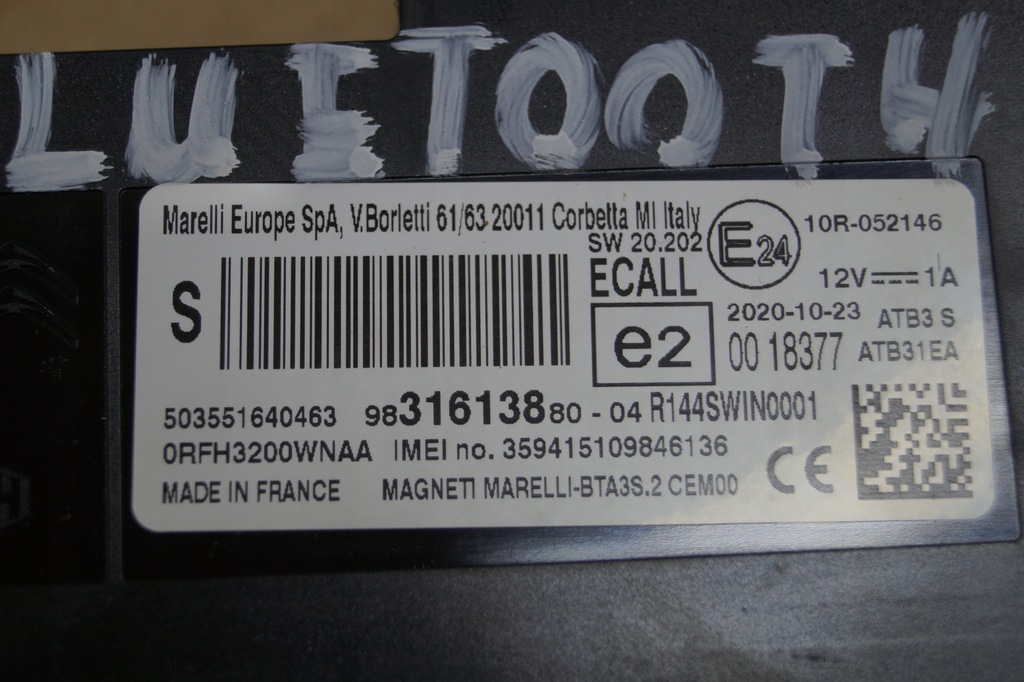 LUETOOTH
Marelli Europe SpA, V.Borletti 61/63 20011 Corbetta MI Italy
SW 20.202
E24
10R-052146
S
ECALL
12V 1A
e2
2020-10-23
ATB3 S
00 18377
ATB31EA
503551640463 9831613880 - 04 R144SWIN0001
0RFH3200WNAA IMEI no. 359415109846136
CE
MADE IN FRANCE MAGNETI MARELLI-BTA3S.2 CEM00